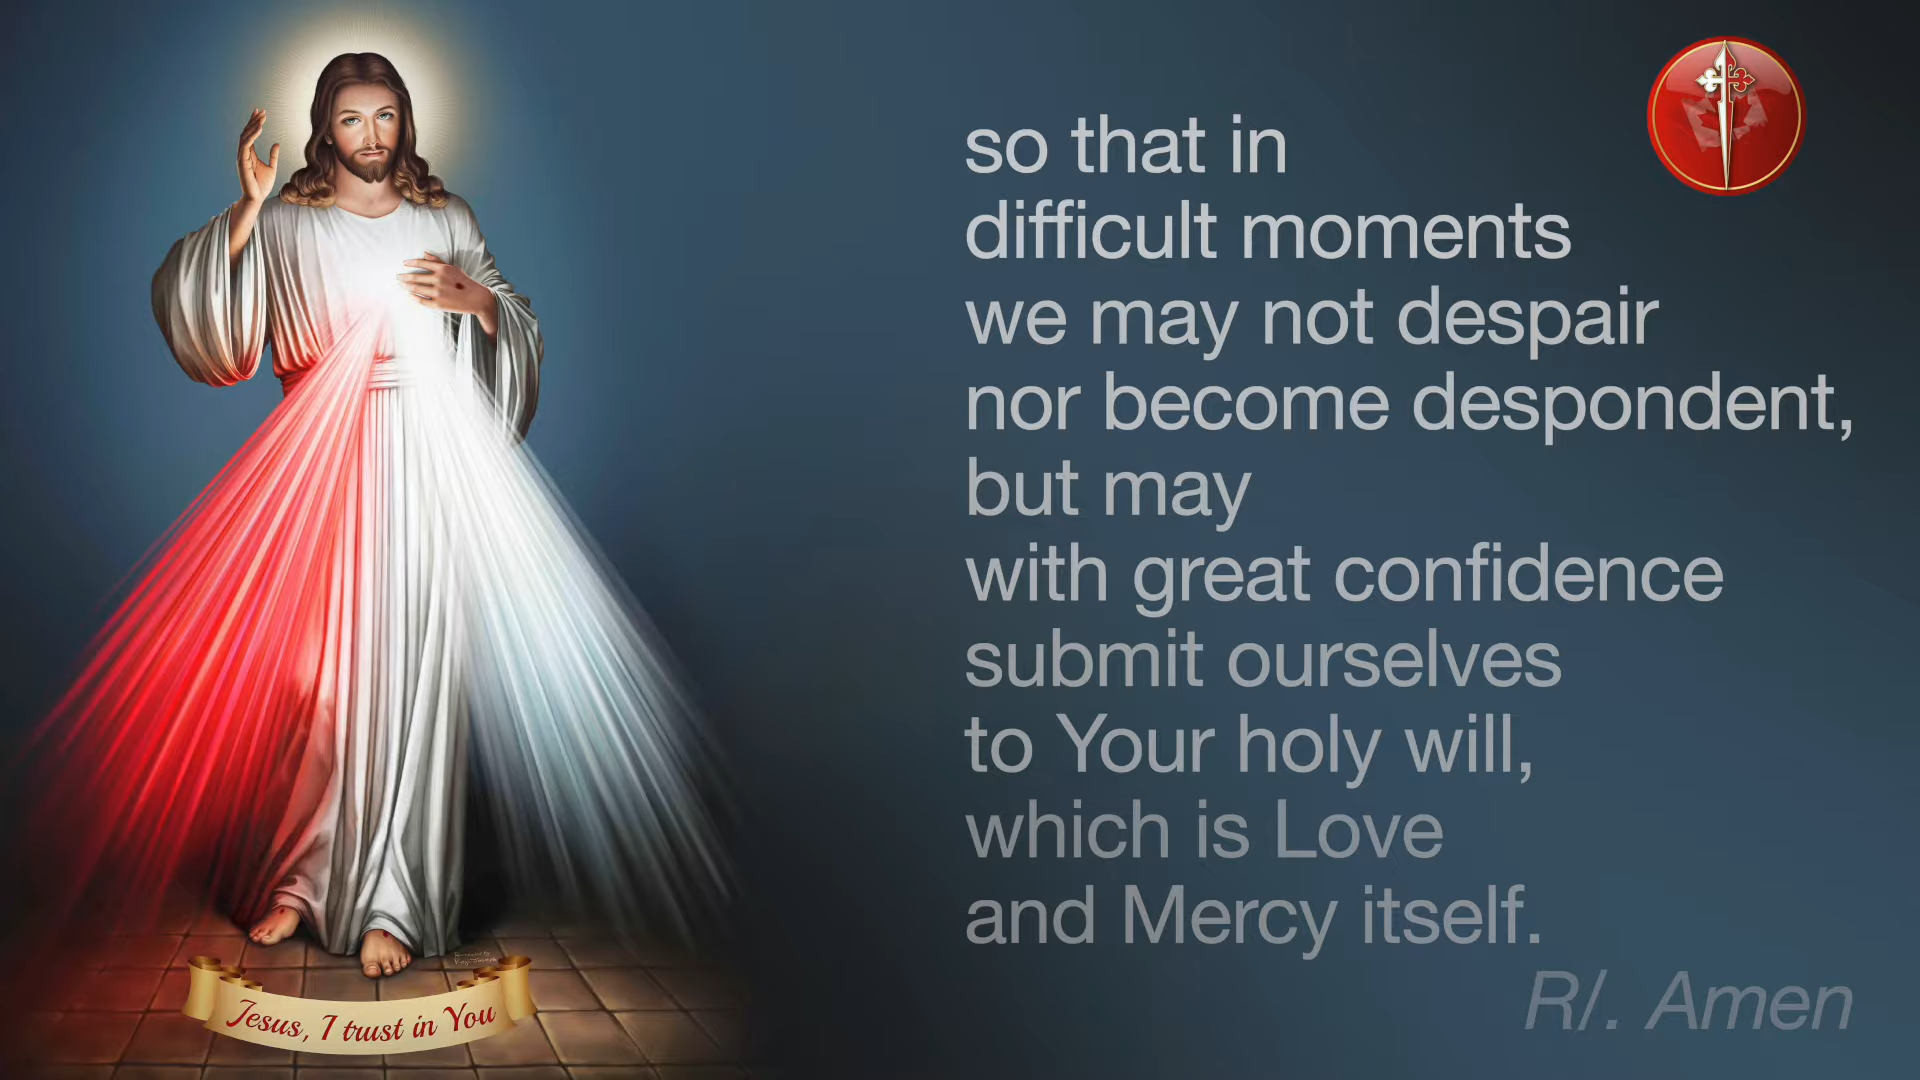 so that in
difficult moments
we may not despair
nor become despondent,
but may
with great confidence
submit ourselves
to Your holy will,
which is Love
and Mercy itself.
R/. Amen
Jesus, I trust in You